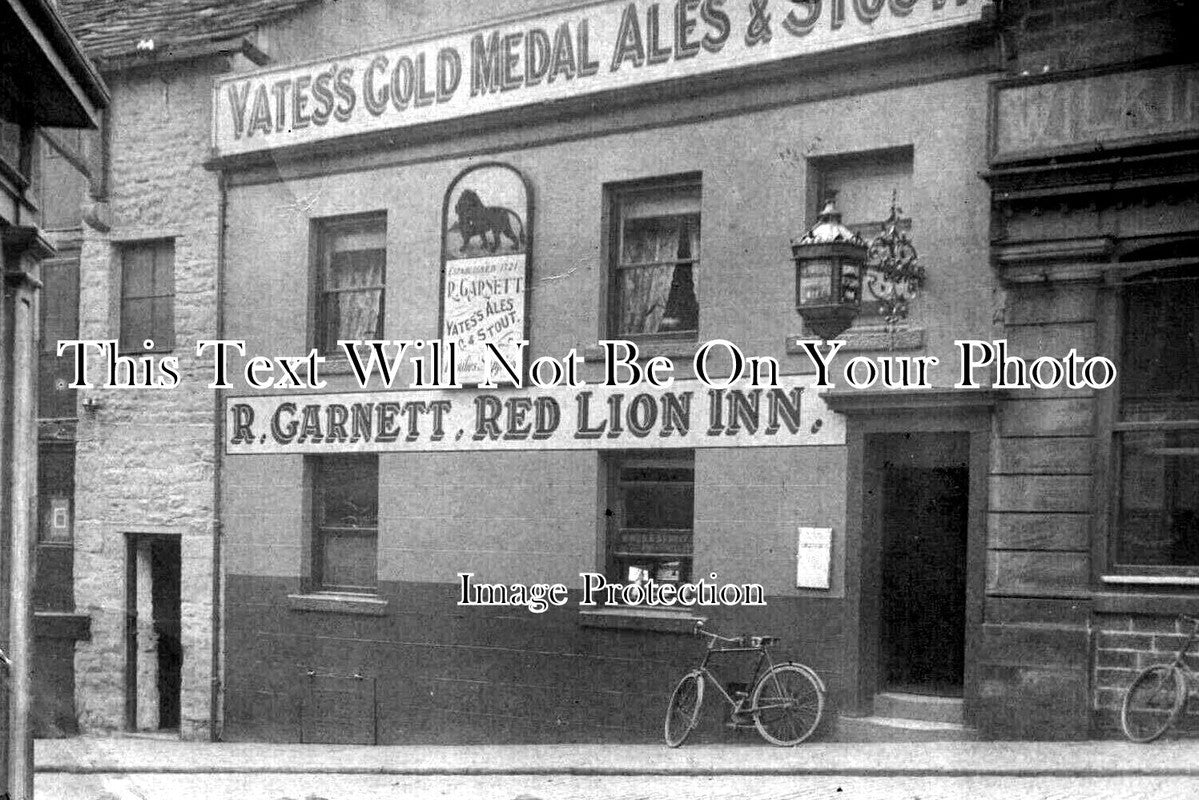 YATES'S GOLD MEDAL ALES & STOUT.
ESTABLISHED 1721
R. GARNETT.
YATES'S ALES
& STOUT.
This Text Will Not Be On Your Photo
R. GARNETT. RED LION INN.
Image Protection